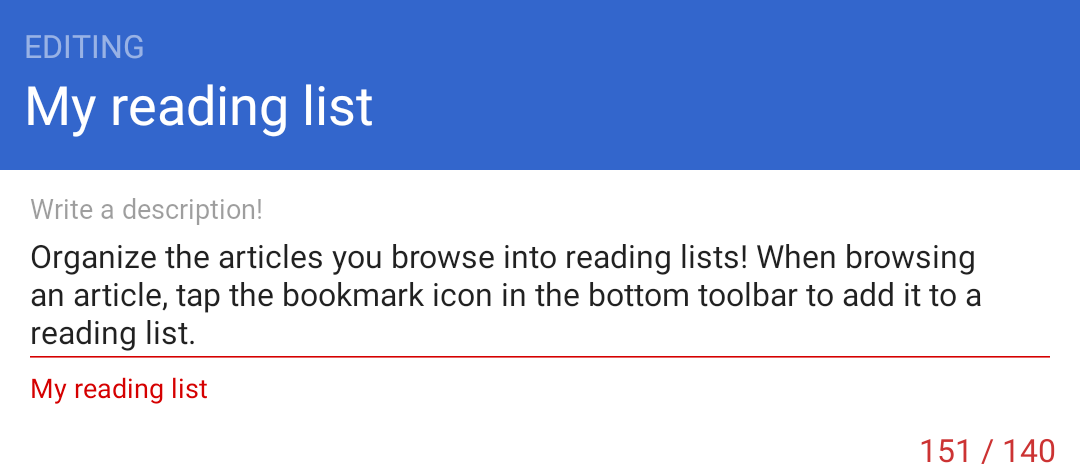 EDITING
My reading list
Write a description!
Organize the articles you browse into reading lists! When browsing
an article, tap the bookmark icon in the bottom toolbar to add it to a
reading list.
My reading list
151 / 140